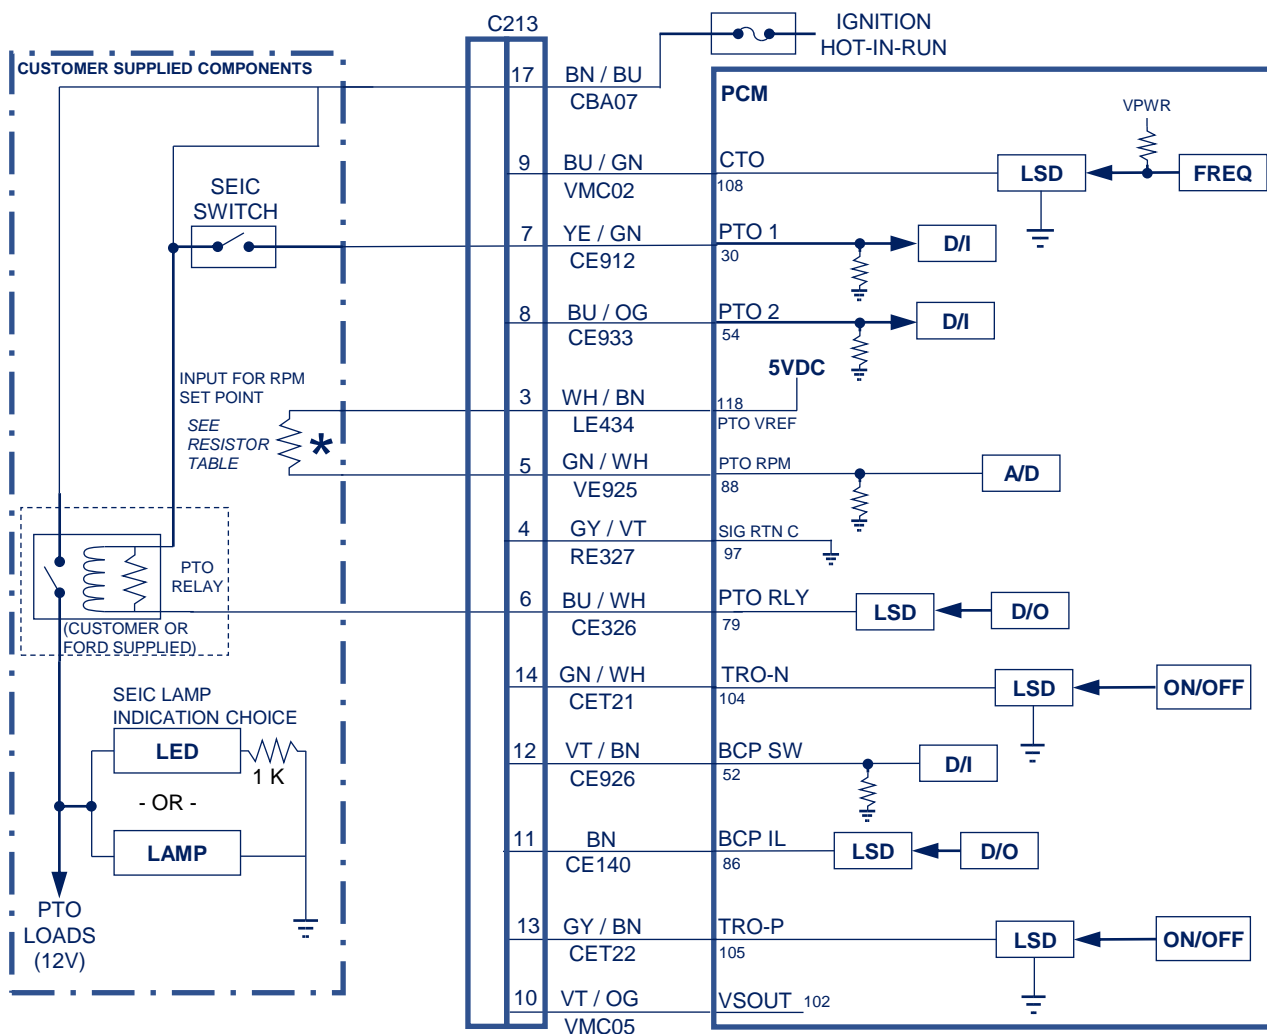 C213
IGNITION
HOT-IN-RUN
CUSTOMER SUPPLIED COMPONENTS
17 BN / BU
CBA07
PCM
VPWR
9 BU / GN CTO
VMC02 108
LSD
FREQ
SEIC
SWITCH
7 YE / GN PTO 1
CE912 30
D/I
8 BU / OG PTO 2
CE933 54
D/I
5VDC
INPUT FOR RPM
SET POINT
SEE
RESISTOR
TABLE
*
3 WH / BN 118
LE434 PTO VREF
5 GN / WH PTO RPM
VE925 88
A/D
4 GY / VT SIG RTN C
RE327 97
PTO
RELAY
(CUSTOMER OR
FORD SUPPLIED)
6 BU / WH PTO RLY
CE326 79
LSD
D/O
14 GN / WH TRO-N
CET21 104
LSD
ON/OFF
SEIC LAMP
INDICATION CHOICE
LED
1 K
- OR -
LAMP
12 VT / BN BCP SW
CE926 52
D/I
11 BN BCP IL
CE140 86
LSD
D/O
PTO
LOADS
(12V)
13 GY / BN TRO-P
CET22 105
LSD
ON/OFF
10 VT / OG VSOUT 102
VMC05